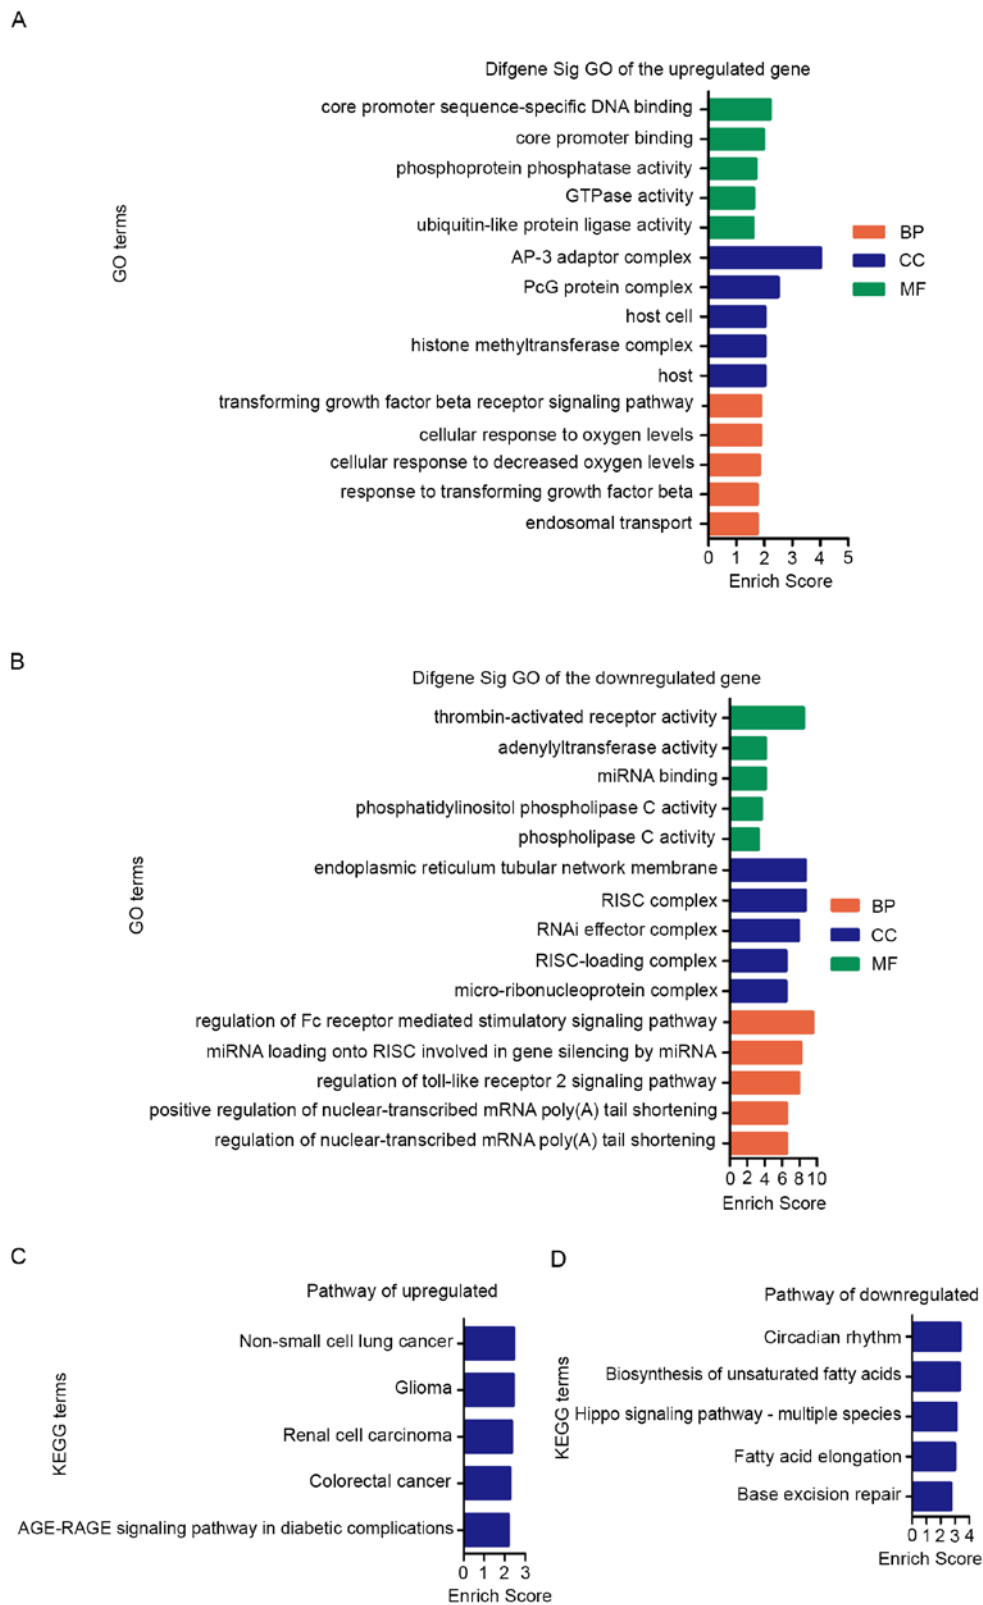 A
Difgene Sig GO of the upregulated gene
GO terms
core promoter sequence-specific DNA binding
core promoter binding
phosphoprotein phosphatase activity
GTPase activity
ubiquitin-like protein ligase activity
AP-3 adaptor complex
PcG protein complex
host cell
histone methyltransferase complex
host
transforming growth factor beta receptor signaling pathway
cellular response to oxygen levels
cellular response to decreased oxygen levels
response to transforming growth factor beta
endosomal transport
BP
CC
MF
0 1 2 3 4 5
Enrich Score
B
Difgene Sig GO of the downregulated gene
GO terms
thrombin-activated receptor activity
adenylyltransferase activity
miRNA binding
phosphatidylinositol phospholipase C activity
phospholipase C activity
endoplasmic reticulum tubular network membrane
RISC complex
RNAi effector complex
RISC-loading complex
micro-ribonucleoprotein complex
regulation of Fc receptor mediated stimulatory signaling pathway
miRNA loading onto RISC involved in gene silencing by miRNA
regulation of toll-like receptor 2 signaling pathway
positive regulation of nuclear-transcribed mRNA poly(A) tail shortening
regulation of nuclear-transcribed mRNA poly(A) tail shortening
BP
CC
MF
0 2 4 6 8 10
Enrich Score
C
Pathway of upregulated
KEGG terms
Non-small cell lung cancer
Glioma
Renal cell carcinoma
Colorectal cancer
AGE-RAGE signaling pathway in diabetic complications
0 1 2 3
Enrich Score
D
Pathway of downregulated
KEGG terms
Circadian rhythm
Biosynthesis of unsaturated fatty acids
Hippo signaling pathway - multiple species
Fatty acid elongation
Base excision repair
0 1 2 3 4
Enrich Score